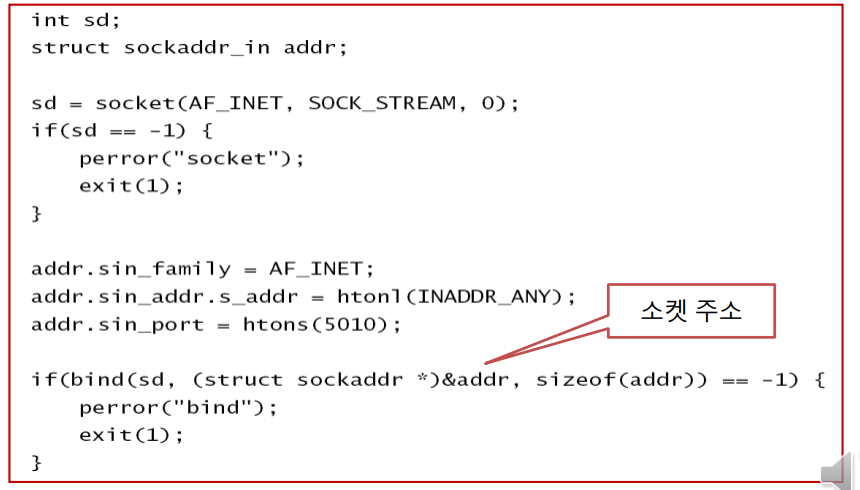 int sd;
struct sockaddr_in addr;
sd = socket(AF_INET, SOCK_STREAM, 0);
if(sd == -1) {
perror("socket");
exit(1);
}
addr.sin_family = AF_INET;
addr.sin_addr.s_addr = htonl(INADDR_ANY);
addr.sin_port = htons(5010);
소켓 주소
if(bind(sd, (struct sockaddr *)&addr, sizeof(addr)) == -1) {
perror("bind");
exit(1);
}